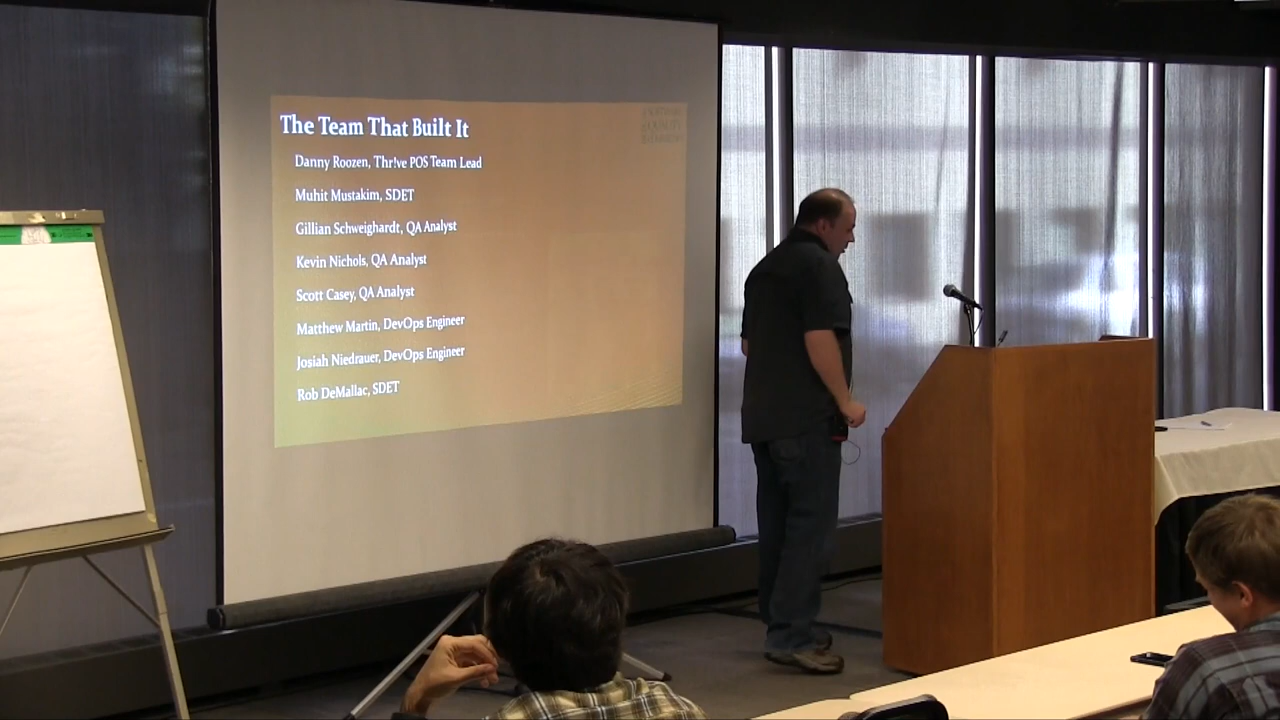 The Team That Built It
Danny Roozen, Thr!ve POS Team Lead
Muhit Mustakim, SDET
Gillian Schweighardt, QA Analyst
Kevin Nichols, QA Analyst
Scott Casey, QA Analyst
Matthew Martin, DevOps Engineer
Josiah Niedrauer, DevOps Engineer
Rob DeMallac, SDET